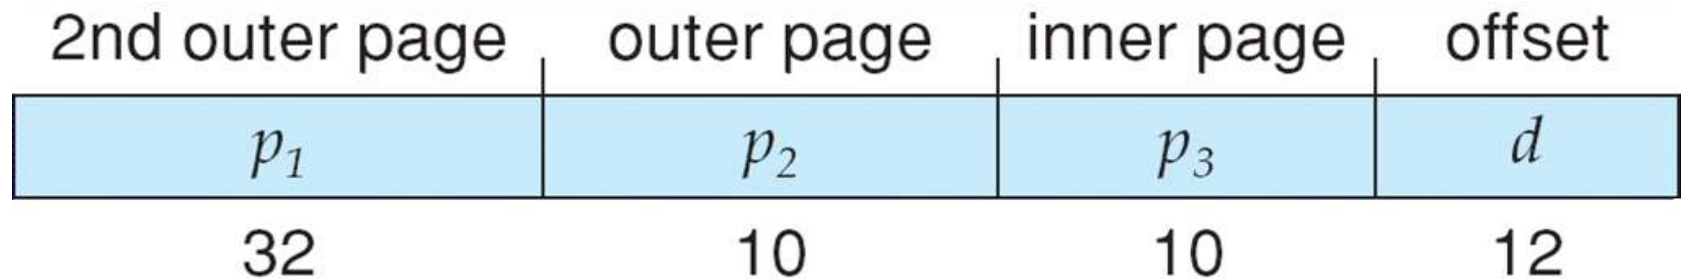 2nd outer page outer page inner page offset
p₁ p₂ p₃ d
32 10 10 12